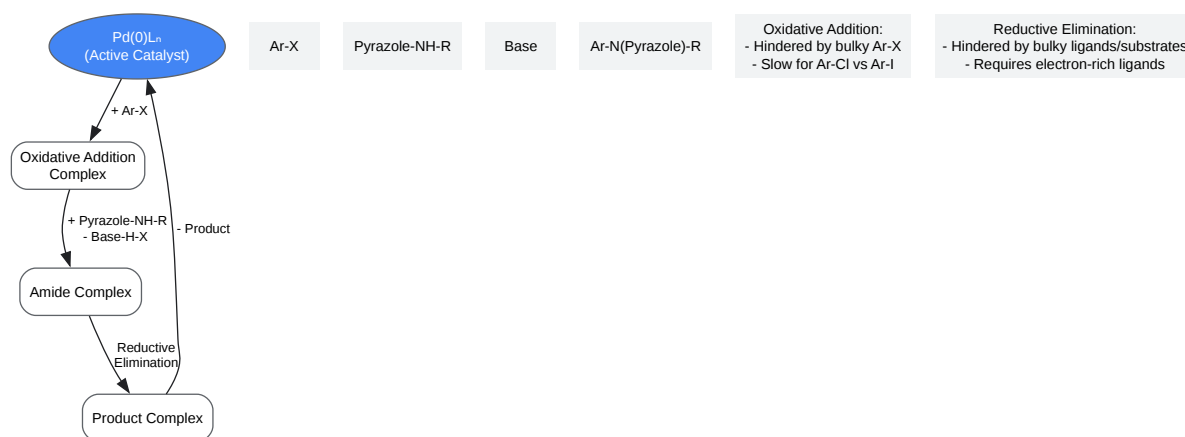 Pd(0)Lₙ
(Active Catalyst)
Ar-X
Pyrazole-NH-R
Base
Ar-N(Pyrazole)-R
Oxidative Addition:
- Hindered by bulky Ar-X
- Slow for Ar-Cl vs Ar-I
Reductive Elimination:
- Hindered by bulky ligands/substrates
- Requires electron-rich ligands
+ Ar-X
Oxidative Addition
Complex
+ Pyrazole-NH-R
- Base-H-X
- Product
Amide Complex
Reductive
Elimination
Product Complex